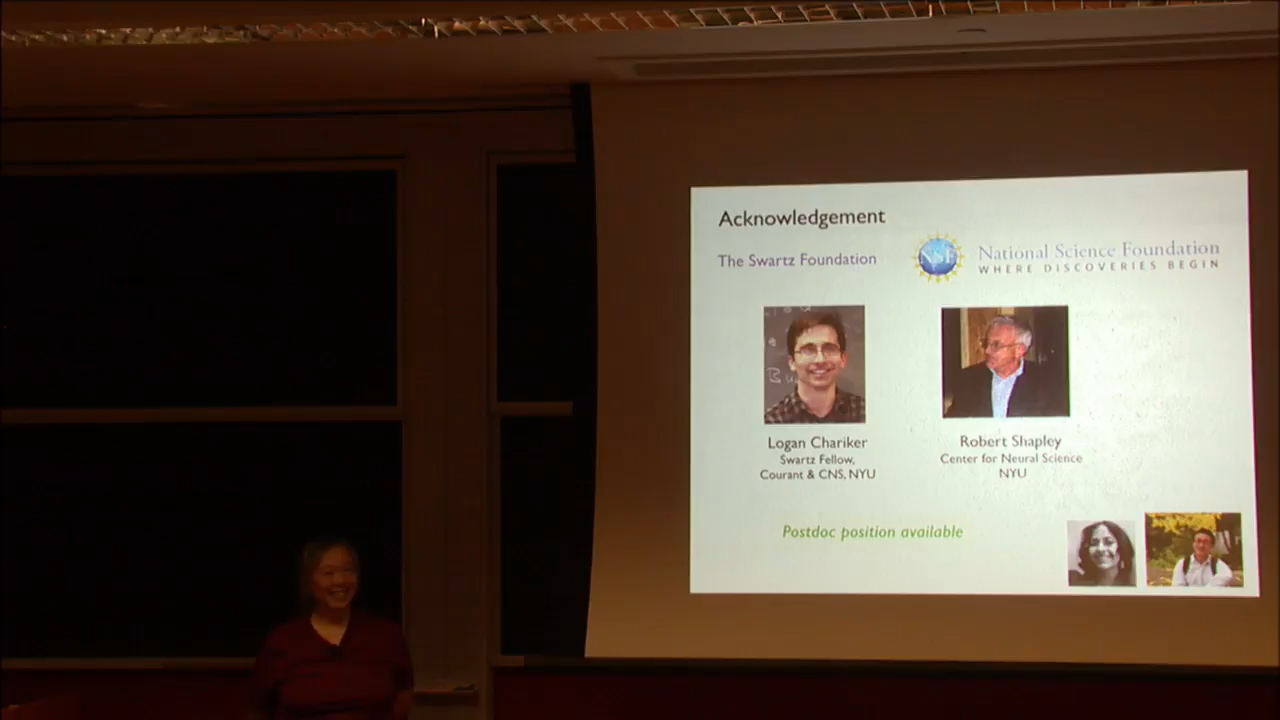 Acknowledgement
The Swartz Foundation
NSF
National Science Foundation
WHERE DISCOVERIES BEGIN
Logan Chariker
Swartz Fellow,
Courant & CNS, NYU
Robert Shapley
Center for Neural Science
NYU
Postdoc position available